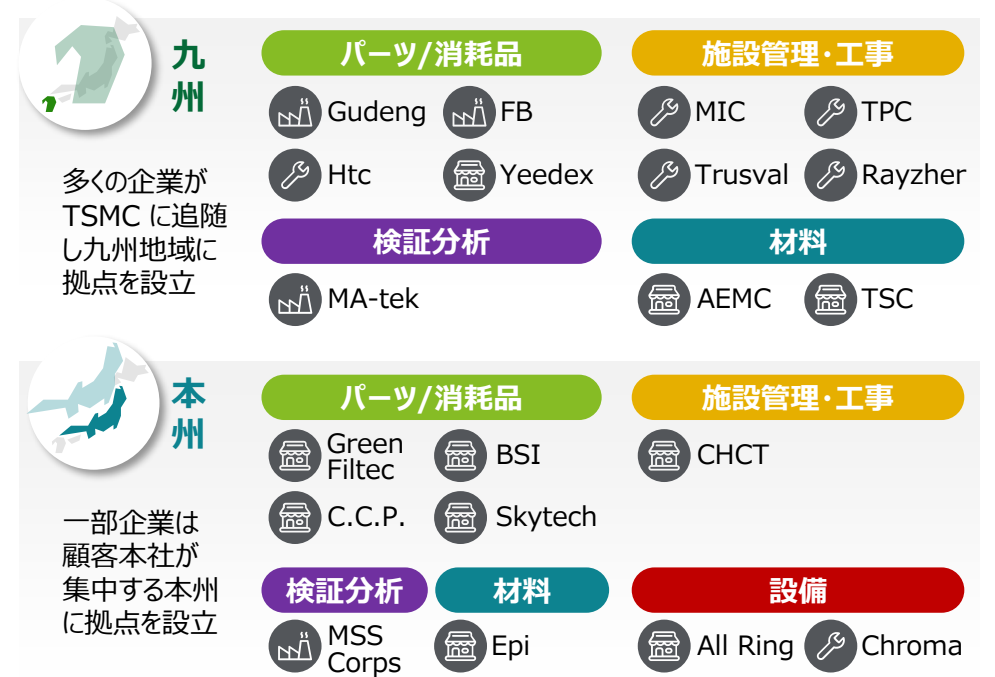 九
州
多くの企業が
TSMC に追随
し九州地域に
拠点を設立
パーツ/消耗品
Gudeng
FB
Htc
Yeedex
施設管理・工事
MIC
TPC
Trusval
Rayzher
検証分析
MA-tek
材料
AEMC
TSC
本
州
一部企業は
顧客本社が
集中する本州
に拠点を設立
パーツ/消耗品
Green
Filtec
BSI
C.C.P.
Skytech
施設管理・工事
CHCT
検証分析
MSS
Corps
材料
Epi
設備
All Ring
Chroma